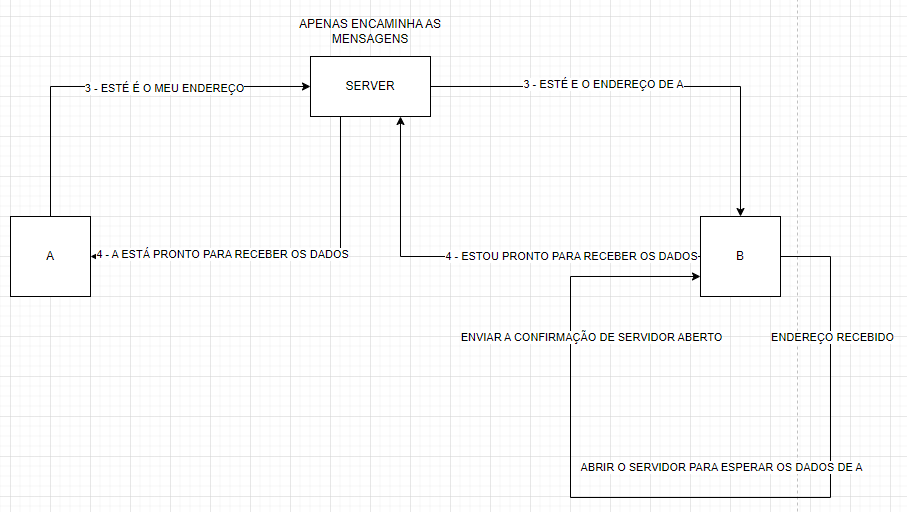 APENAS ENCAMINHA AS
MENSAGENS
3 - ESTÉ É O MEU ENDEREÇO
SERVER
3 - ESTÉ E O ENDEREÇO DE A
A
4 - A ESTÁ PRONTO PARA RECEBER OS DADOS
4 - ESTOU PRONTO PARA RECEBER OS DADOS
B
ENVIAR A CONFIRMAÇÃO DE SERVIDOR ABERTO
ENDEREÇO RECEBIDO
ABRIR O SERVIDOR PARA ESPERAR OS DADOS DE A